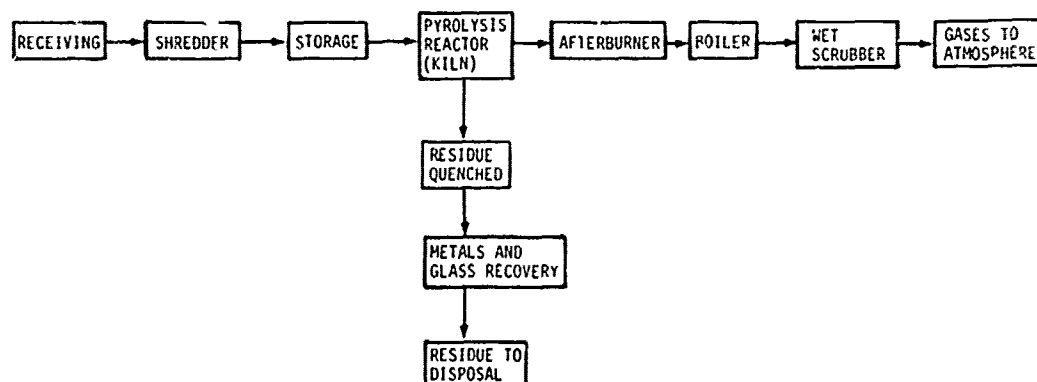 RECEIVING
SHREDDER
STORAGE
PYROLYSIS
REACTOR
(KILN)
AFTERBURNER
BOILER
WET
SCRUBBER
GASES TO
ATMOSPHERE
RESIDUE
QUENCHED
METALS AND
GLASS RECOVERY
RESIDUE TO
DISPOSAL